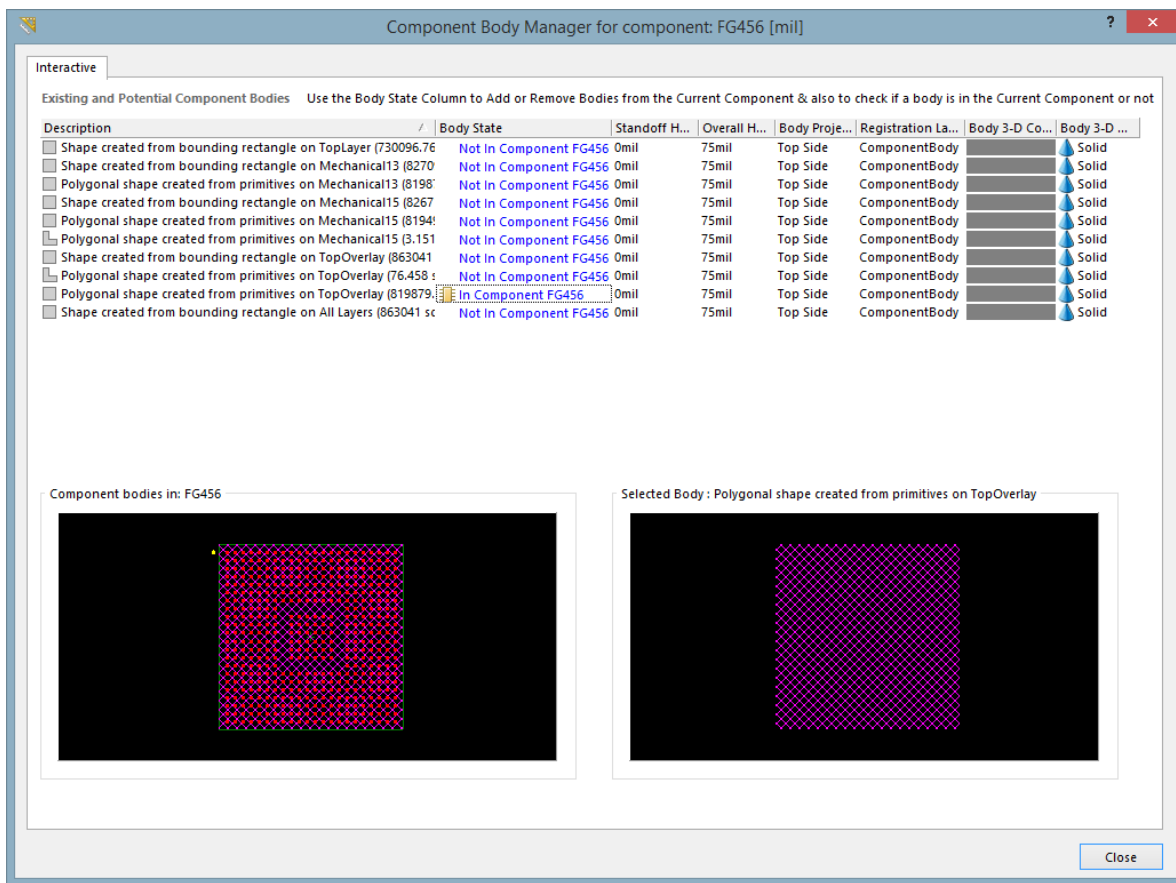 Component Body Manager for component: FG456 [mil]
?
Interactive
Existing and Potential Component Bodies Use the Body State Column to Add or Remove Bodies from the Current Component & also to check if a body is in the Current Component or not
Description Body State Standoff H... Overall H... Body Proje... Registration La... Body 3-D Co... Body 3-D ...
Shape created from bounding rectangle on TopLayer (730096.76 Not In Component FG456 0mil 75mil Top Side ComponentBody Solid
Shape created from bounding rectangle on Mechanical13 (8270 Not In Component FG456 0mil 75mil Top Side ComponentBody Solid
Polygonal shape created from primitives on Mechanical13 (8198 Not In Component FG456 0mil 75mil Top Side ComponentBody Solid
Shape created from bounding rectangle on Mechanical15 (8267 Not In Component FG456 0mil 75mil Top Side ComponentBody Solid
Polygonal shape created from primitives on Mechanical15 (8194 Not In Component FG456 0mil 75mil Top Side ComponentBody Solid
Polygonal shape created from primitives on Mechanical15 (3.151 Not In Component FG456 0mil 75mil Top Side ComponentBody Solid
Shape created from bounding rectangle on TopOverlay (863041 Not In Component FG456 0mil 75mil Top Side ComponentBody Solid
Polygonal shape created from primitives on TopOverlay (76.458 s Not In Component FG456 0mil 75mil Top Side ComponentBody Solid
Polygonal shape created from primitives on TopOverlay (819879. In Component FG456 0mil 75mil Top Side ComponentBody Solid
Shape created from bounding rectangle on All Layers (863041 sc Not In Component FG456 0mil 75mil Top Side ComponentBody Solid
Component bodies in: FG456
Selected Body : Polygonal shape created from primitives on TopOverlay
Close